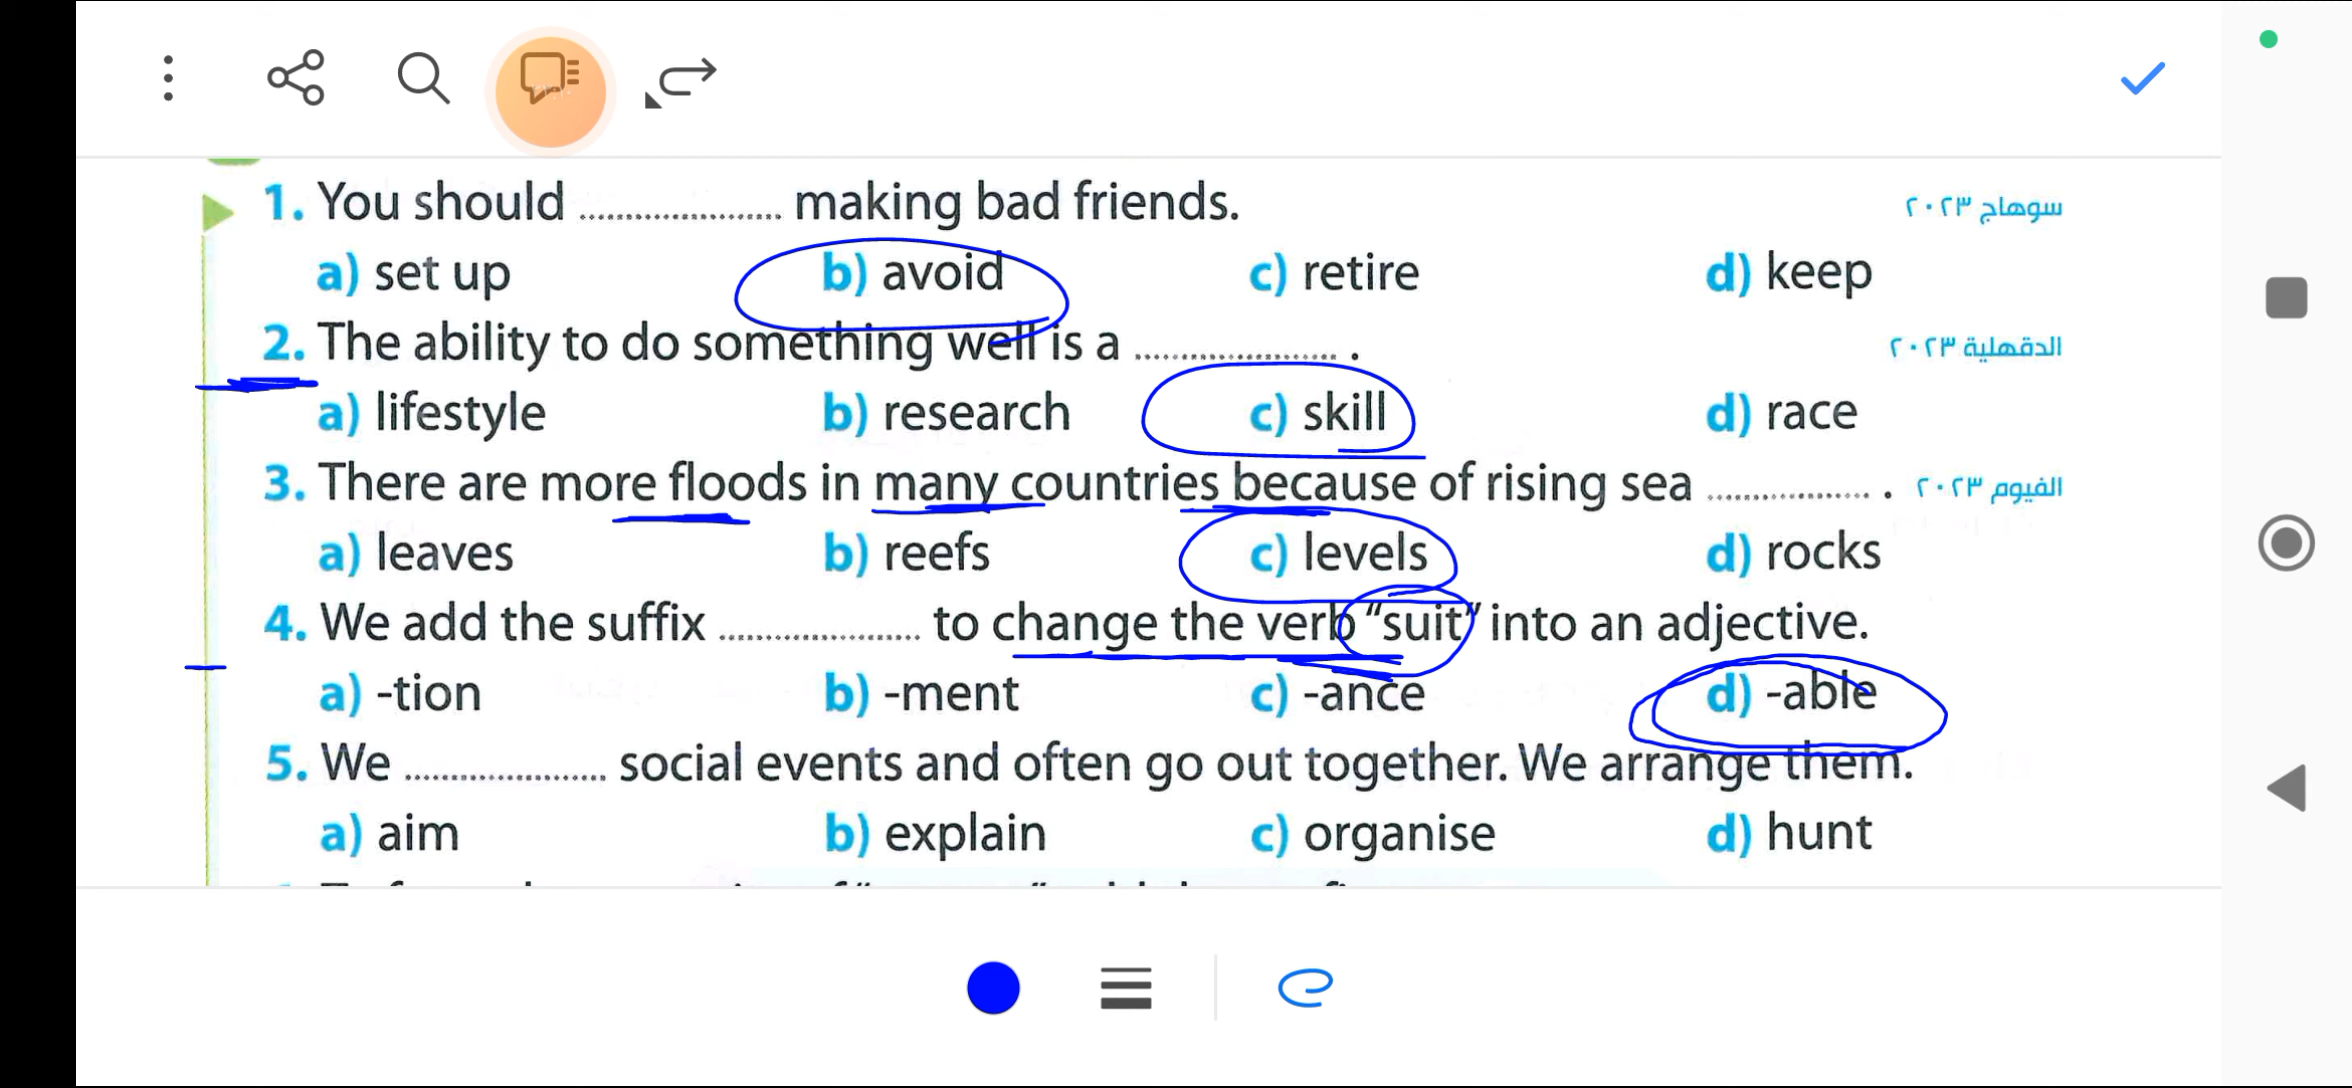 1. You should .................... making bad friends. سوهاج ٢٠٢٣
a) set up b) avoid c) retire d) keep
2. The ability to do something well is a .................... . الدقهلية ٢٠٢٣
a) lifestyle b) research c) skill d) race
3. There are more floods in many countries because of rising sea ................ . الفيوم ٢٠٢٣
a) leaves b) reefs c) levels d) rocks
4. We add the suffix .................... to change the verb “suit” into an adjective.
a) -tion b) -ment c) -ance d) -able
5. We .................... social events and often go out together. We arrange them.
a) aim b) explain c) organise d) hunt